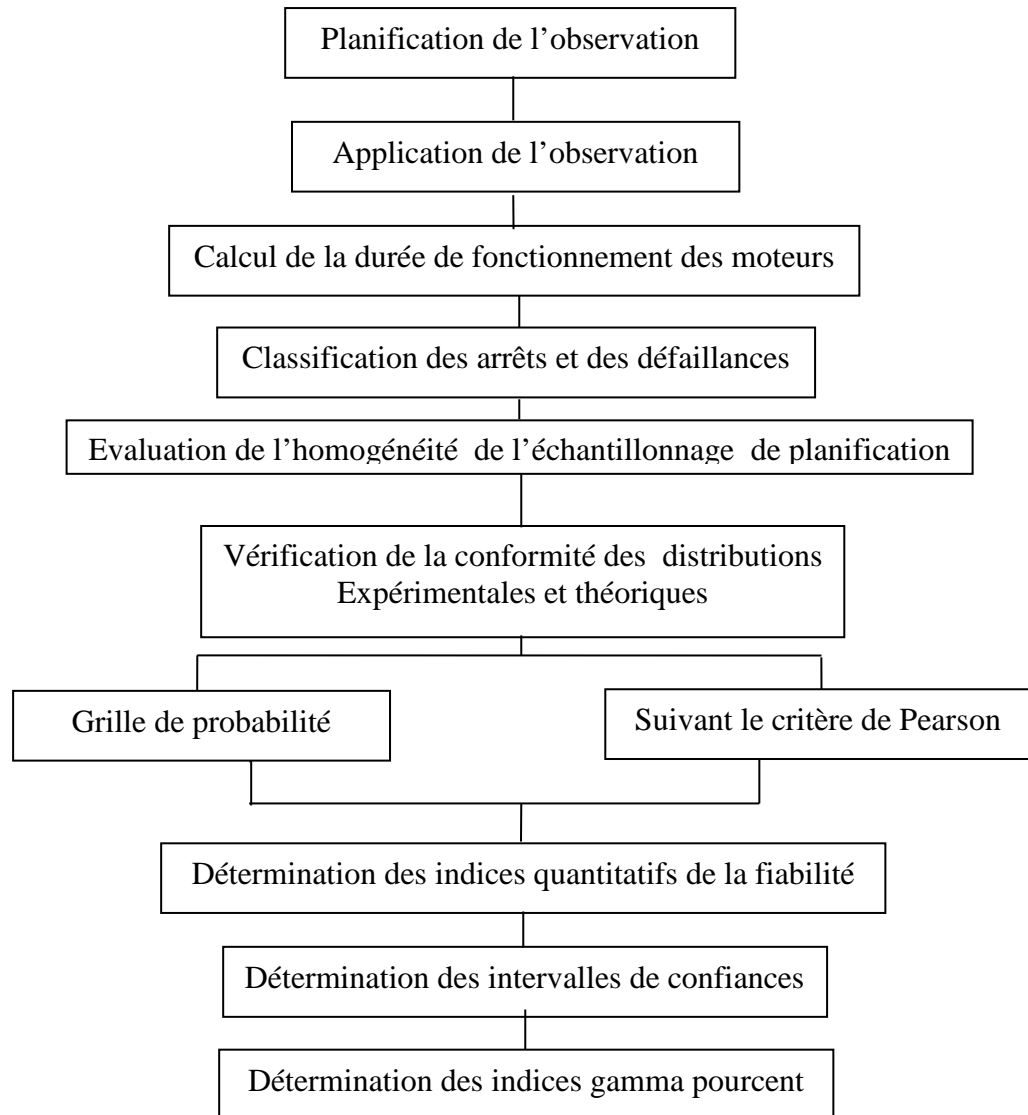 Planification de l’observation
Application de l’observation
Calcul de la durée de fonctionnement des moteurs
Classification des arrêts et des défaillances
Evaluation de l’homogénéité de l’échantillonnage de planification
Vérification de la conformité des distributions
Expérimentales et théoriques
Grille de probabilité
Suivant le critère de Pearson
Détermination des indices quantitatifs de la fiabilité
Détermination des intervalles de confiances
Détermination des indices gamma pourcent